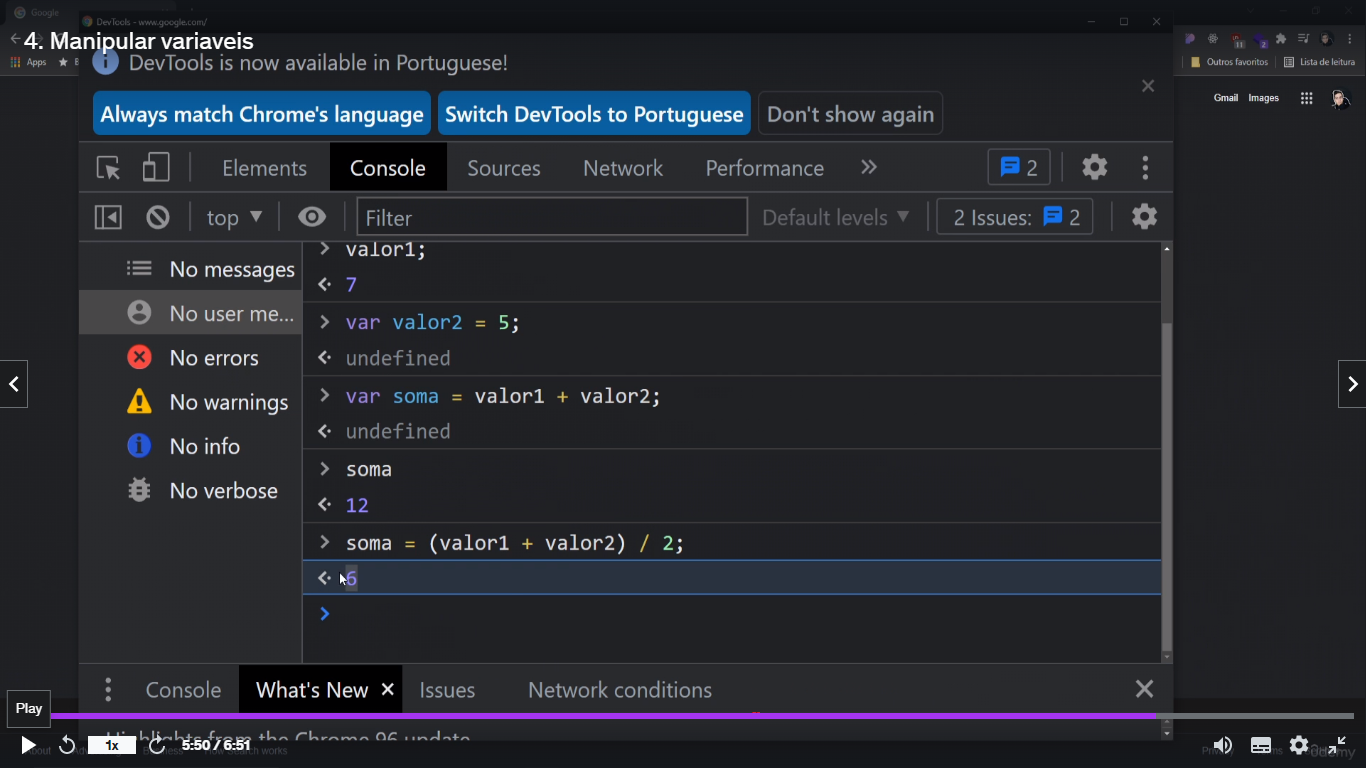 Google
DevTools - www.google.com/
4. Manipular variaveis
Apps
DevTools is now available in Portuguese!
Outros favoritos
Lista de leitura
Always match Chrome's language
Switch DevTools to Portuguese
Don't show again
Gmail
Images
Elements
Console
Sources
Network
Performance
2
top
Filter
Default levels
2 Issues:
2
No messages
No user me...
No errors
No warnings
No info
No verbose
> valor1;
7
> var valor2 = 5;
undefined
> var soma = valor1 + valor2;
undefined
> soma
12
> soma = (valor1 + valor2) / 2;
6
>
Console
What's New
Issues
Network conditions
Play
Highlights from the Chrome 96 update
1x
5:50 / 6:51
udemy